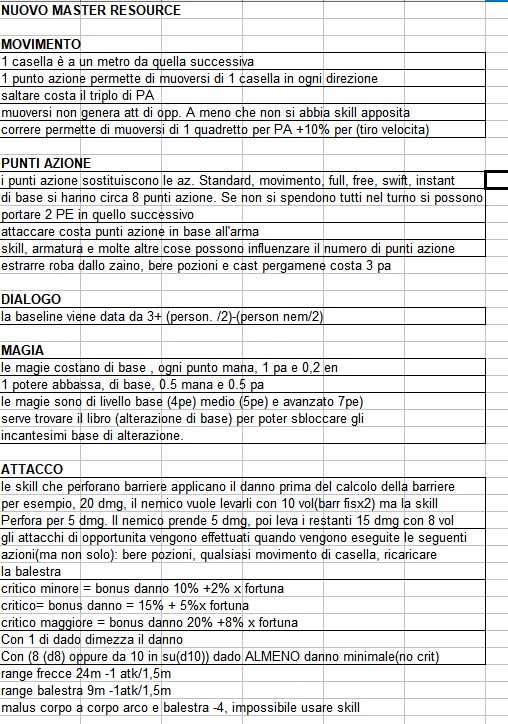 NUOVO MASTER RESOURCE
MOVIMENTO
1 casella è a un metro da quella successiva
1 punto azione permette di muoversi di 1 casella in ogni direzione
saltare costa il triplo di PA
muoversi non genera att di opp. A meno che non si abbia skill apposita
correre permette di muoversi di 1 quadretto per PA +10% per (tiro velocita)
PUNTI AZIONE
i punti azione sostituiscono le az. Standard, movimento, full, free, swift, instant
di base si hanno circa 8 punti azione. Se non si spendono tutti nel turno si possono
portare 2 PE in quello successivo
attaccare costa punti azione in base all'arma
skill, armatura e molte altre cose possono influenzare il numero di punti azione
estrarre roba dallo zaino, bere pozioni e cast pergamene costa 3 pa
DIALOGO
la baseline viene data da 3+ (person. /2)-(person nem/2)
MAGIA
le magie costano di base , ogni punto mana, 1 pa e 0,2 en
1 potere abbassa, di base, 0.5 mana e 0.5 pa
le magie sono di livello base (4pe) medio (5pe) e avanzato 7pe)
serve trovare il libro (alterazione di base) per poter sbloccare gli
incantesimi base di alterazione.
ATTACCO
le skill che perforano barriere applicano il danno prima del calcolo della barriere
per esempio, 20 dmg, il nemico vuole levarli con 10 vol(barr fisx2) ma la skill
Perfora per 5 dmg. Il nemico prende 5 dmg, poi leva i restanti 15 dmg con 8 vol
gli attacchi di opportunita vengono effettuati quando vengono eseguite le seguenti
azioni(ma non solo): bere pozioni, qualsiasi movimento di casella, ricaricare
la balestra
critico minore = bonus danno 10% +2% x fortuna
critico= bonus danno = 15% + 5%x fortuna
critico maggiore = bonus danno 20% +8% x fortuna
Con 1 di dado dimezza il danno
Con (8 (d8) oppure da 10 in su(d10)) dado ALMENO danno minimale(no crit)
range frecce 24m -1 atk/1,5m
range balestra 9m -1atk/1,5m
malus corpo a corpo arco e balestra -4, impossibile usare skill